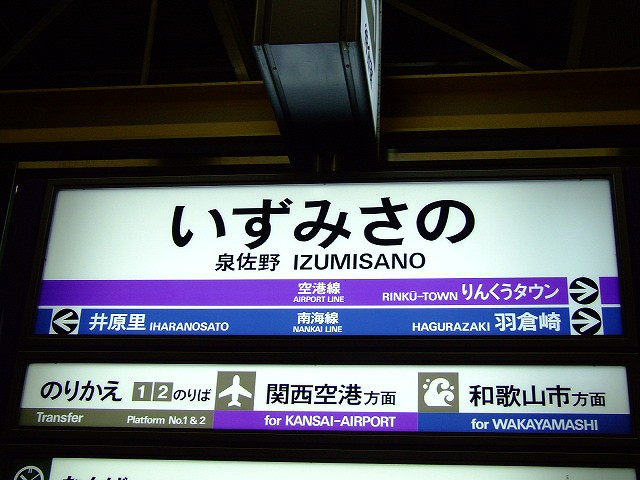 いずみさの
泉佐野 IZUMISANO
空港線
AIRPORT LINE
RINKŪ-TOWN りんくうタウン
井原里 IHARANOSATO
南海線
NANKAI LINE
HAGURAZAKI 羽倉崎
のりかえ 1 2 のりば
Transfer Platform No.1 & 2
関西空港方面
for KANSAI-AIRPORT
和歌山市方面
for WAKAYAMASHI